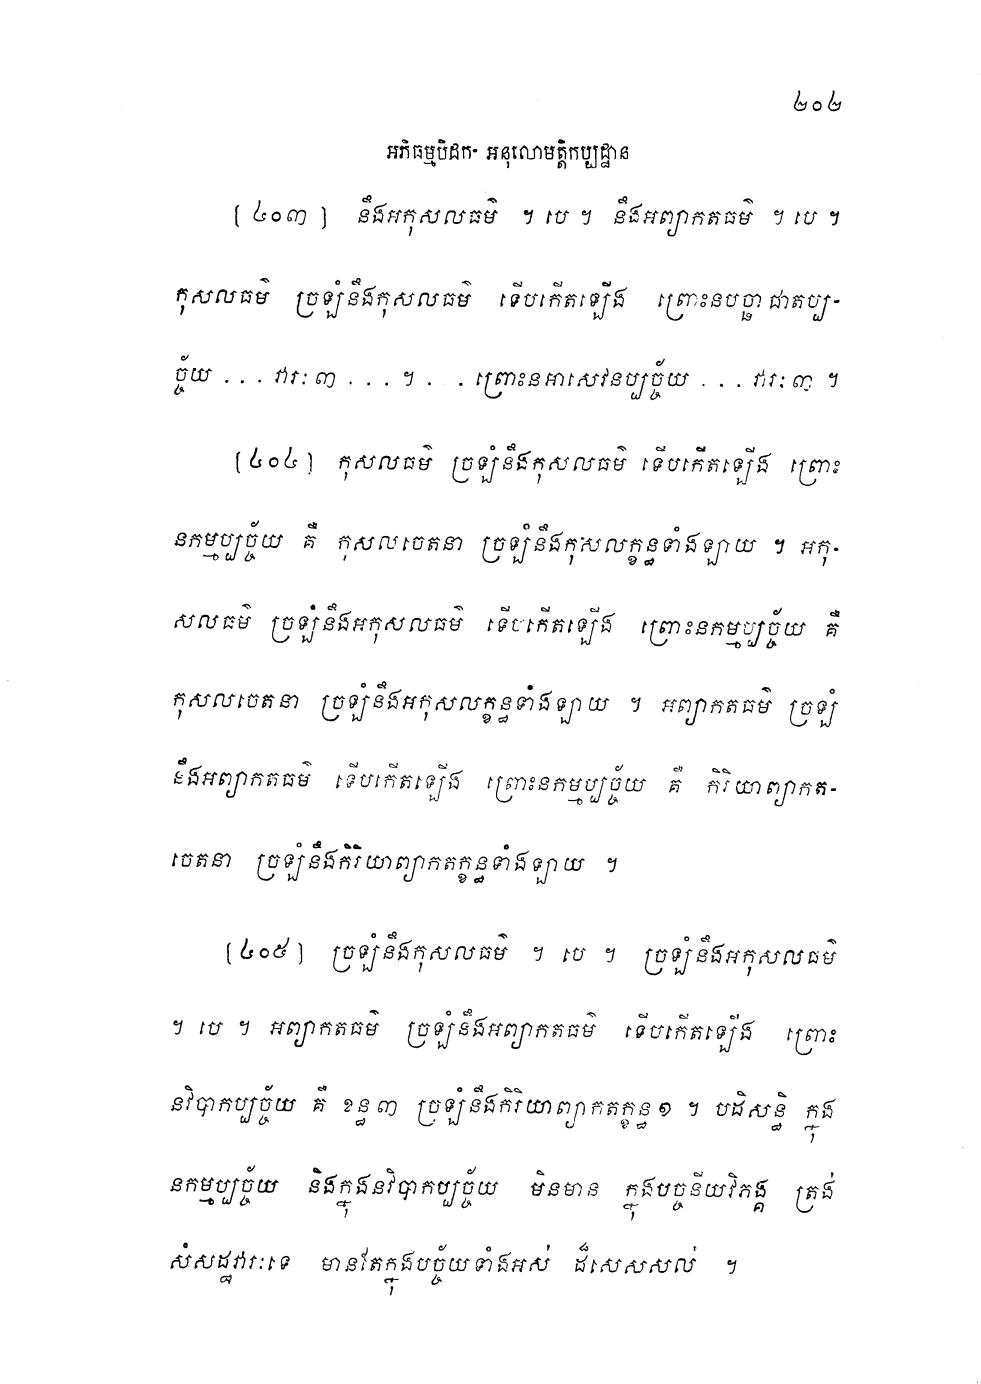 ២០២
អភិធម្មបិដក- អនុលោមត្តិកប្បដ្ឋាន
[៤០៣] នឹងអកុសលធម៌ ។ បេ ។ នឹងអព្យាកតធម៌ ។ បេ ។
កុសលធម៌ ច្រឡំនឹងកុសលធម៌ ទើបកើតឡើង ព្រោះនបច្ឆាជាតប្ប-
ច្ច័យ . . . វារៈ ៣ . . . ។ . . ព្រោះនអាសេវនប្បច្ច័យ . . . វារៈ ៣ ។
[៤០៤] កុសលធម៌ ច្រឡំនឹងកុសលធម៌ ទើបកើតឡើង ព្រោះ
នកម្មប្បច្ច័យ គឺ កុសលចេតនា ច្រឡំនឹងកុសលក្ខន្ធទាំងឡាយ ។ អកុ-
សលធម៌ ច្រឡំនឹងអកុសលធម៌ ទើបកើតឡើង ព្រោះនកម្មប្បច្ច័យ គឺ
កុសលចេតនា ច្រឡំនឹងអកុសលក្ខន្ធទាំងឡាយ ។ អព្យាកតធម៌ ច្រឡំ
នឹងអព្យាកតធម៌ ទើបកើតឡើង ព្រោះនកម្មប្បច្ច័យ គឺ កិរិយាព្យាកត-
ចេតនា ច្រឡំនឹងកិរិយាព្យាកតក្ខន្ធទាំងឡាយ ។
[៤០៥] ច្រឡំនឹងកុសលធម៌ ។ បេ ។ ច្រឡំនឹងអកុសលធម៌
។ បេ ។ អព្យាកតធម៌ ច្រឡំនឹងអព្យាកតធម៌ ទើបកើតឡើង ព្រោះ
នវិបាកប្បច្ច័យ គឺ ខន្ធ ៣ ច្រឡំនឹងកិរិយាព្យាកតក្ខន្ធ ១ ។ បដិសន្ធិ ក្នុង
នកម្មប្បច្ច័យ និងក្នុងនវិបាកប្បច្ច័យ មិនមាន ក្នុងបច្ចនីយវិភង្គ ត្រង់
សំសដ្ឋវារៈទេ មានតែក្នុងបច្ច័យទាំងអស់ ដ៏សេសសល់ ។